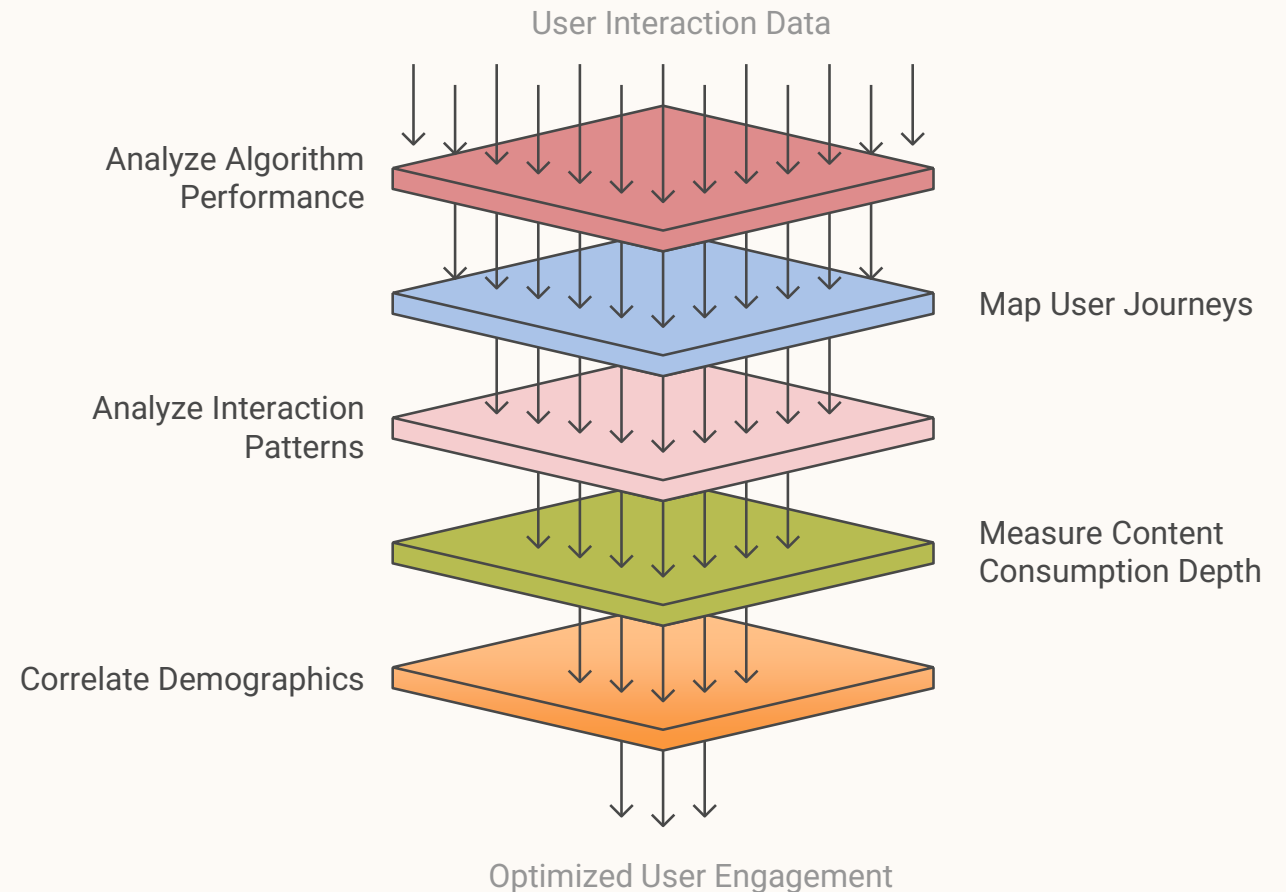 User Interaction Data
Analyze Algorithm
Performance
Map User Journeys
Analyze Interaction
Patterns
Measure Content
Consumption Depth
Correlate Demographics
Optimized User Engagement